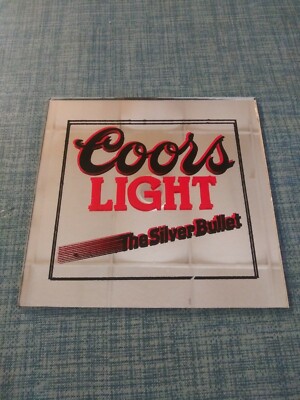 Coors
LIGHT
The Silver Bullet